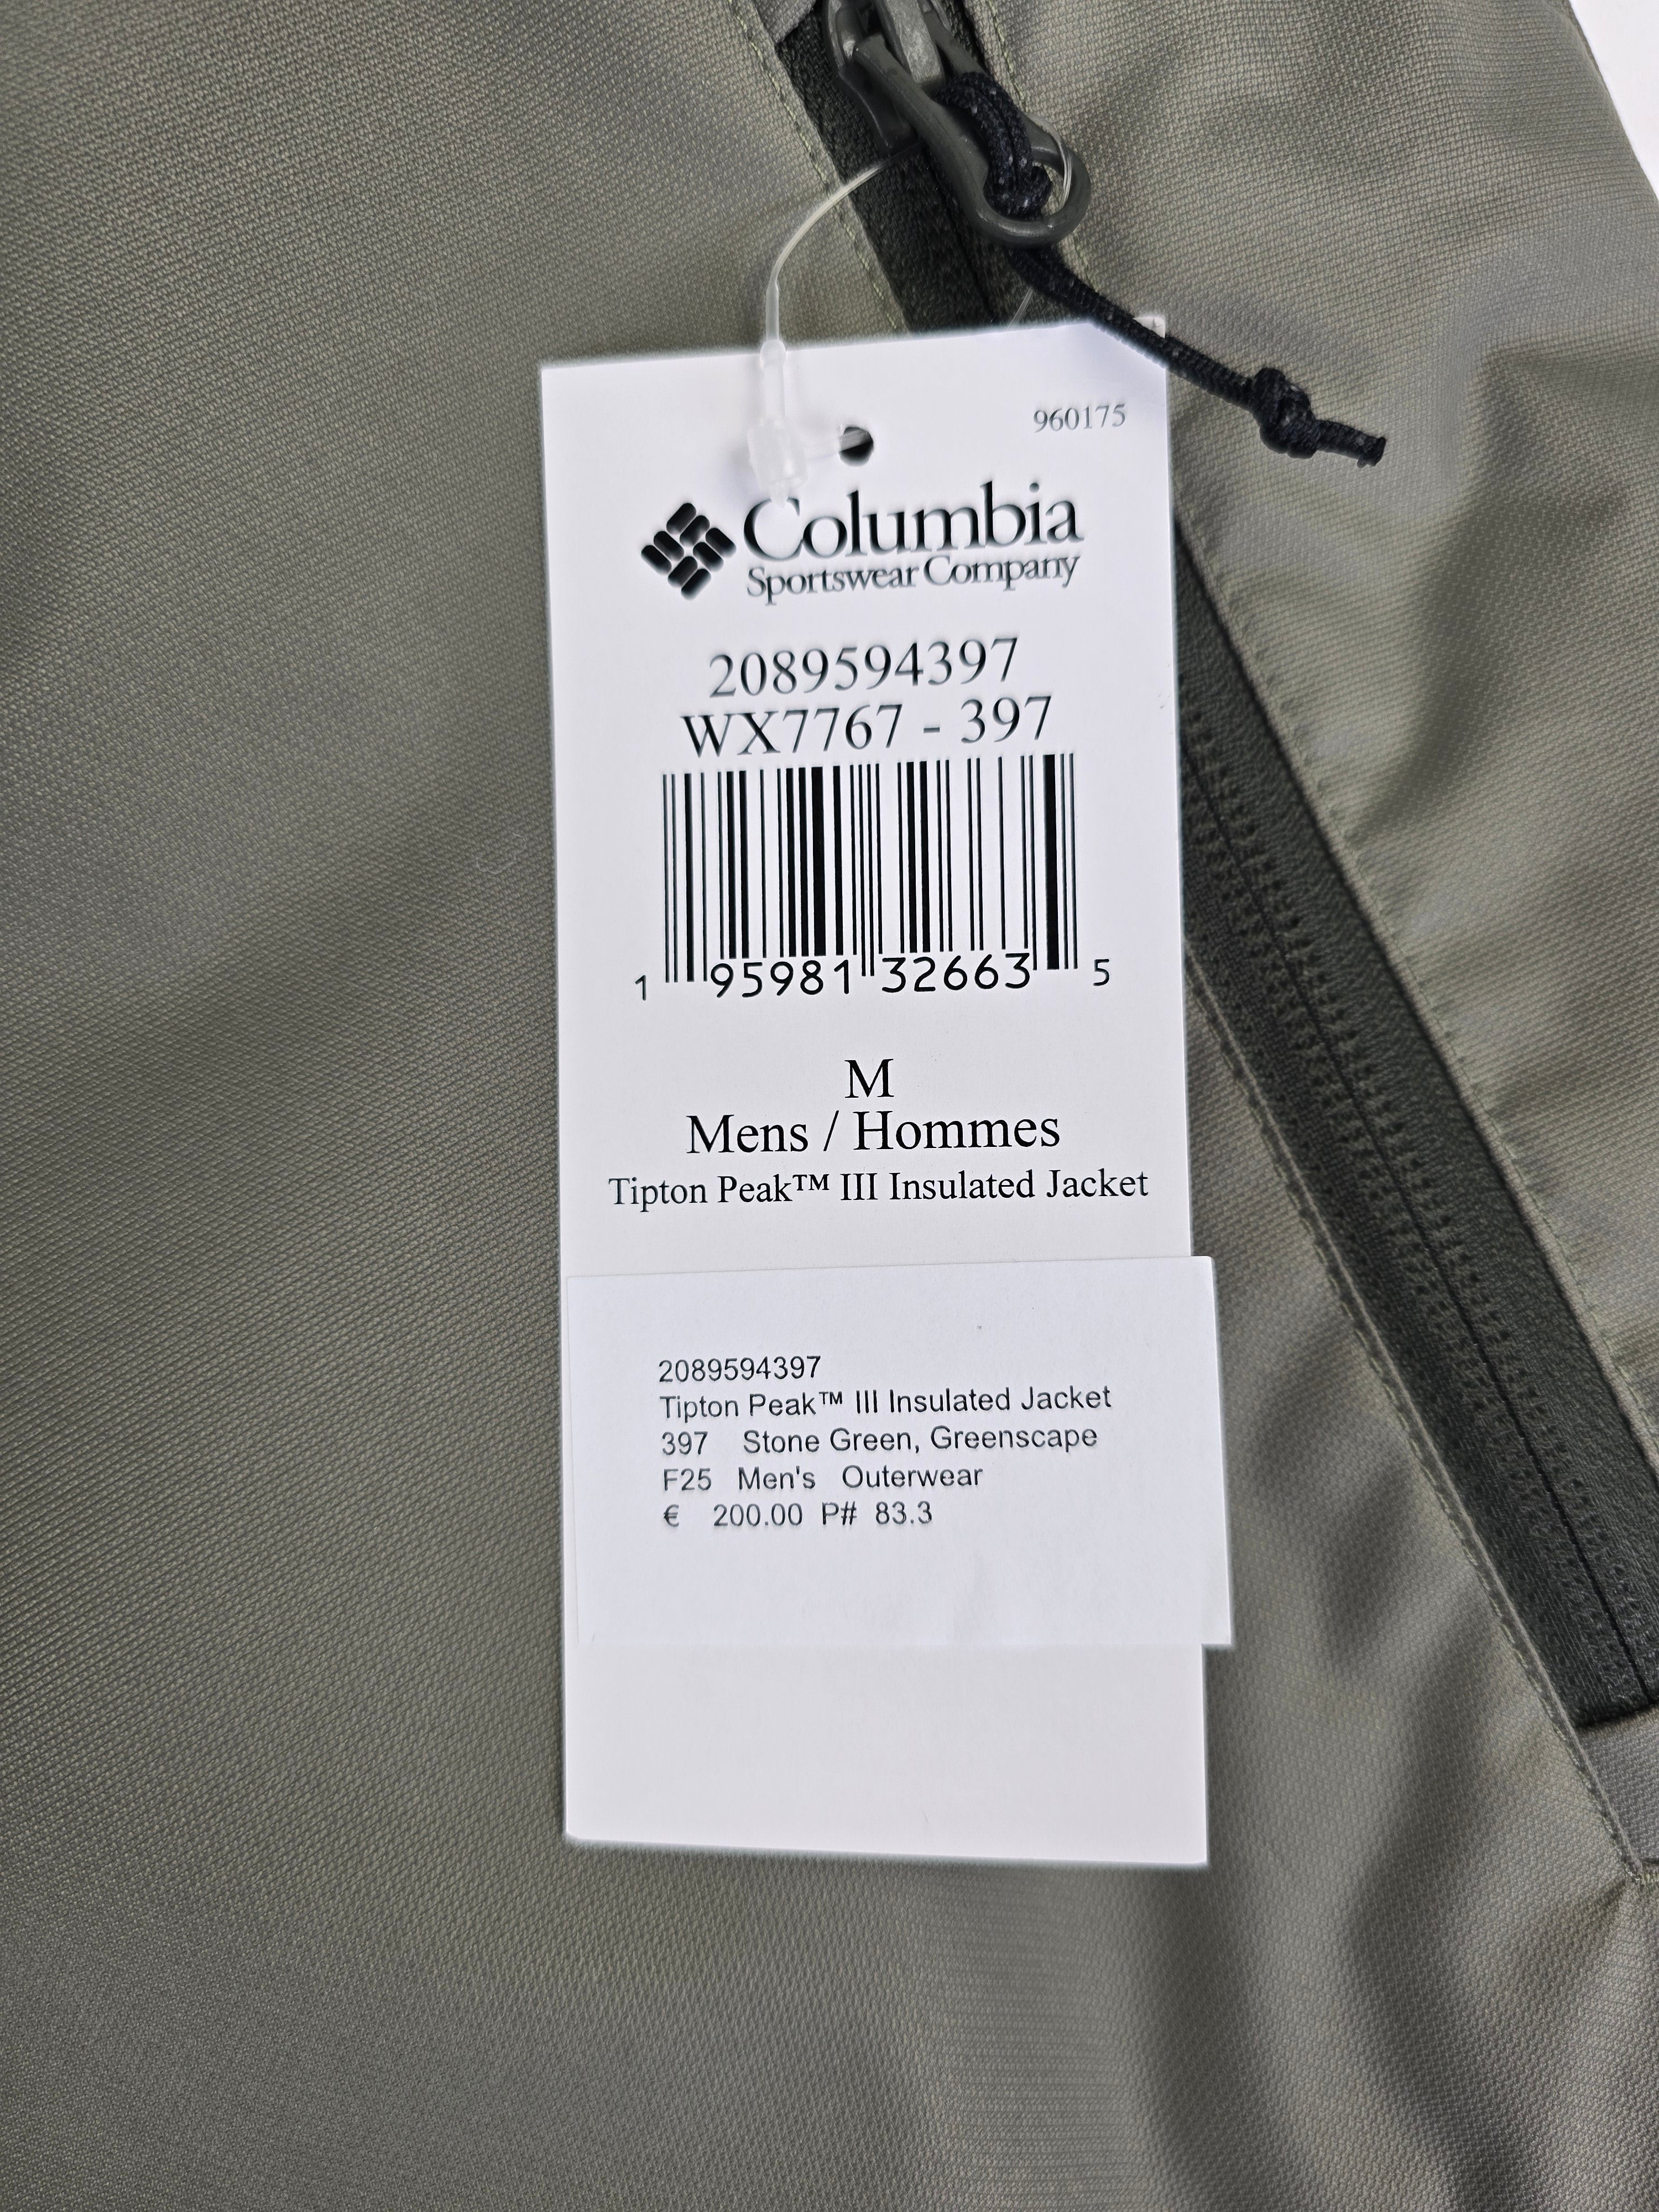 960175
Columbia
Sportswear Company
2089594397
WX7767 - 397
1 95981 32663 5
M
Mens / Hommes
Tipton Peak™ III Insulated Jacket
2089594397
Tipton Peak™ III Insulated Jacket
397 Stone Green, Greenscape
F25 Men's Outerwear
€ 200.00 P# 83.3